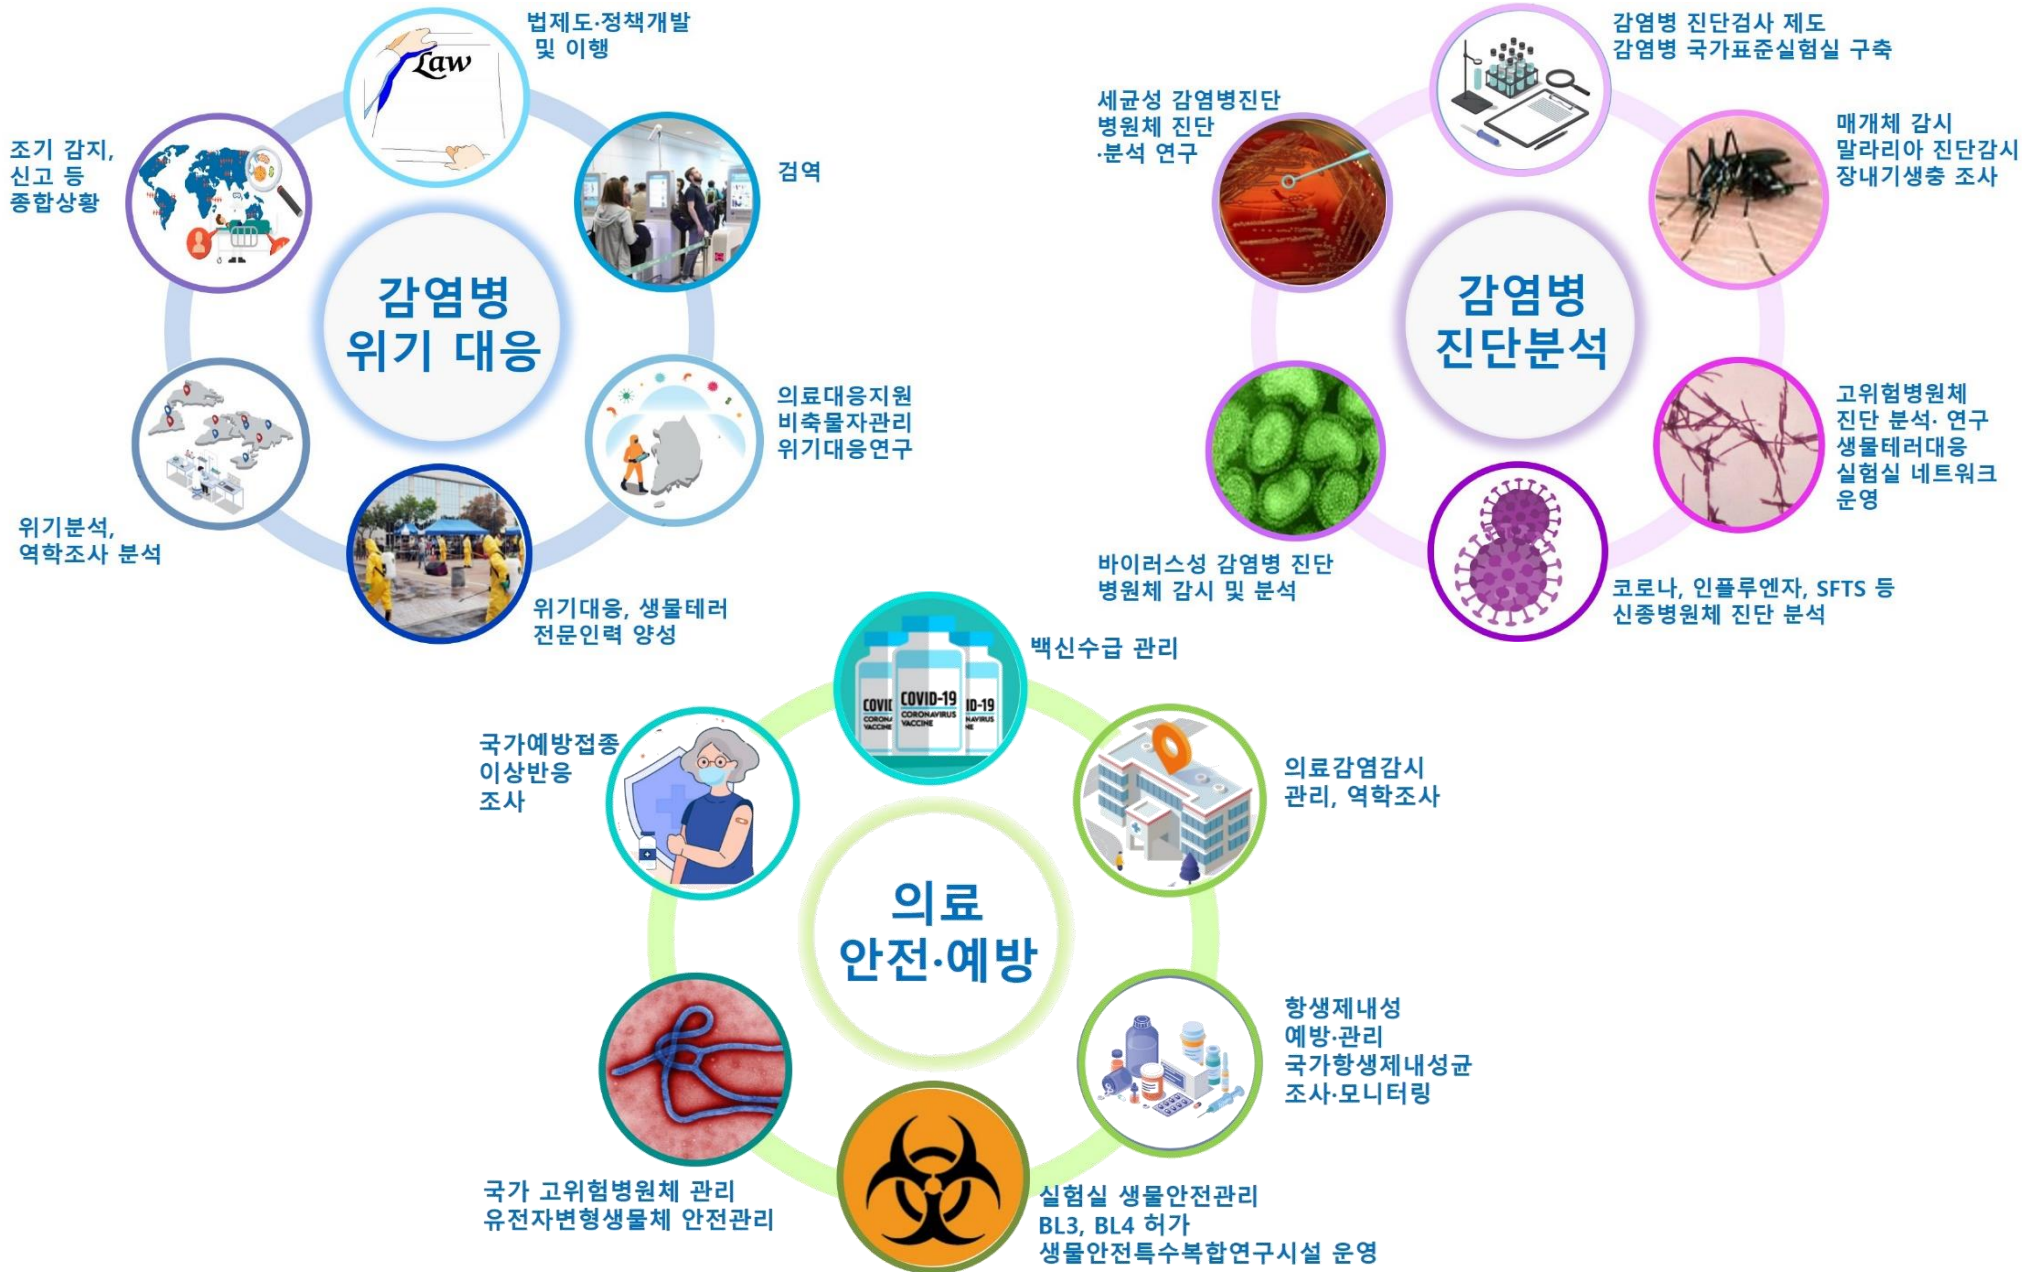 법제도·정책개발
및 이행
Law
조기 감지,
신고 등
종합상황
검역
감염병
위기 대응
의료대응지원
비축물자관리
위기대응연구
위기분석,
역학조사 분석
위기대응, 생물테러
전문인력 양성
감염병 진단검사 제도
감염병 국가표준실험실 구축
세균성 감염병진단
병원체 진단
·분석 연구
매개체 감시
말라리아 진단감시
장내기생충 조사
감염병
진단분석
고위험병원체
진단 분석· 연구
생물테러대응
실험실 네트워크
운영
바이러스성 감염병 진단
병원체 감시 및 분석
코로나, 인플루엔자, SFTS 등
신종병원체 진단 분석
백신수급 관리
COVID-19
CORONAVIRUS
VACCINE
COVI
CORON
VACCINE
ID-19
NAVIRUS
NE
국가예방접종
이상반응
조사
의료감염감시
관리, 역학조사
의료
안전·예방
항생제내성
예방·관리
국가항생제내성균
조사·모니터링
국가 고위험병원체 관리
유전자변형생물체 안전관리
실험실 생물안전관리
BL3, BL4 허가
생물안전특수복합연구시설 운영